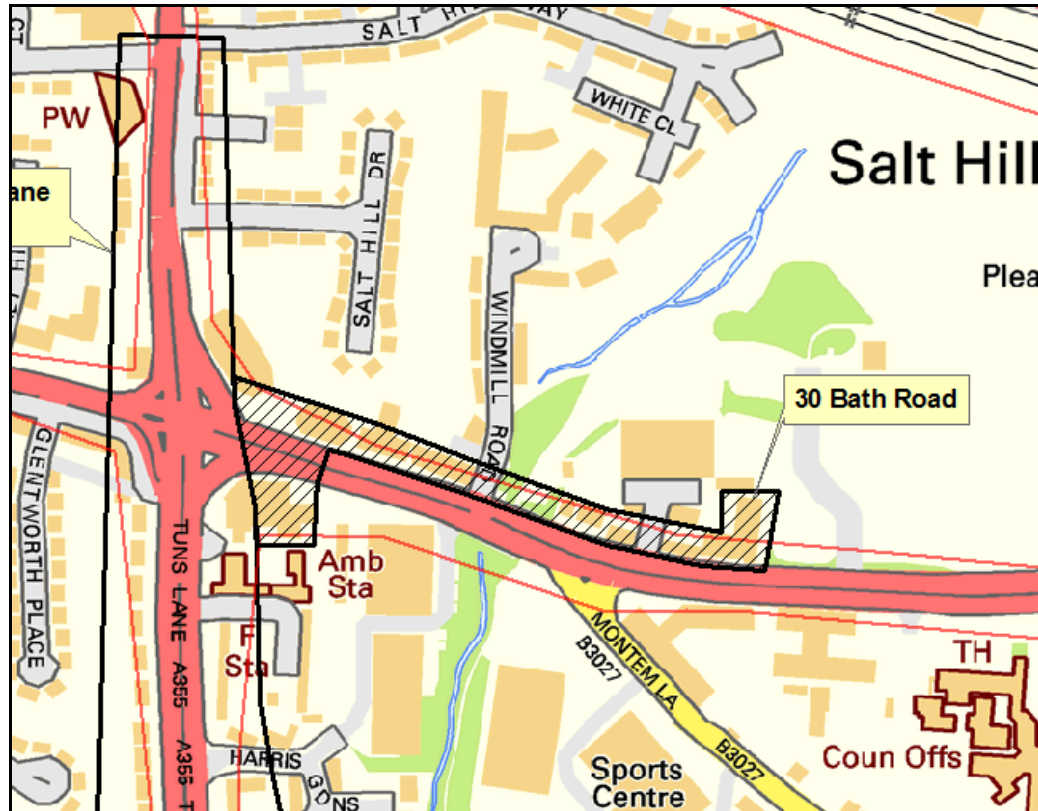 SALT HILL WAY
CT
PW
WHITE CL
Salt Hill
ane
SALT HILL DR
Plea
WINDMILL ROAD
30 Bath Road
GLENTWORTH PLACE
TUNS LANE A355 A355 T
Amb
Sta
F
Sta
MONTEM LA
B3027
TH
HARRIS
GDNS
B3027
Coun Offs
Sports
Centre